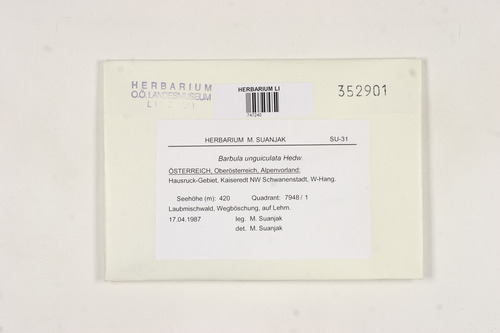 HERBARIUM
O.Ö. LANDESMUSEUM
HERBARIUM LI
747240
352901
HERBARIUM M. SUANJAK SU-31
Barbula unguiculata Hedw.
ÖSTERREICH, Oberösterreich, Alpenvorland:
Hausruck-Gebiet, Kaiseredt NW Schwanenstadt, W-Hang.
Seehöhe (m): 420 Quadrant: 7948 / 1
Laubmischwald, Wegböschung, auf Lehm.
17.04.1987 leg. M. Suanjak
det. M. Suanjak